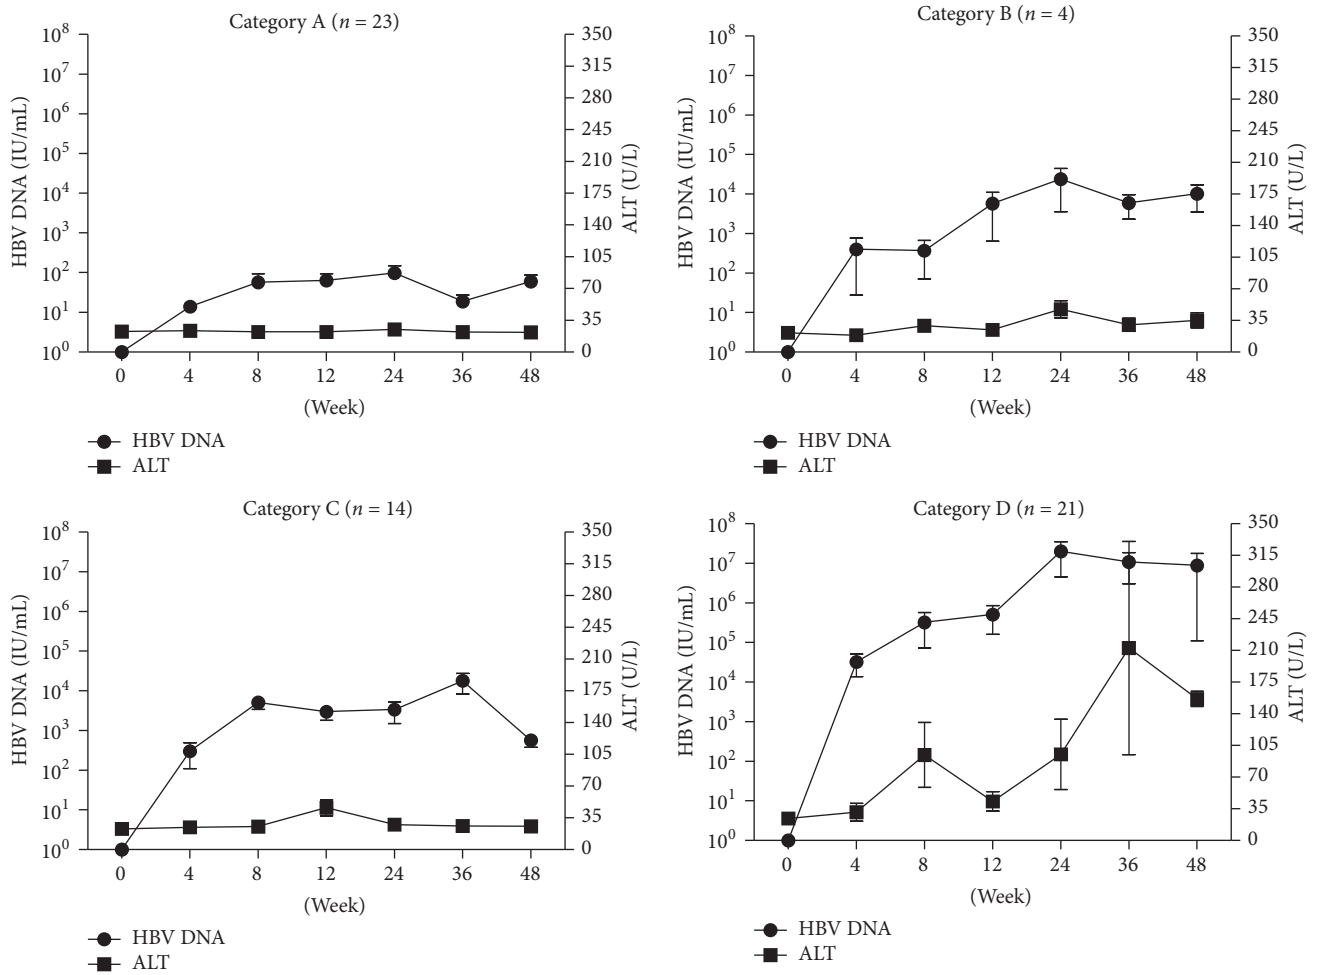 Category A (n = 23)
HBV DNA (IU/mL)
10^8
10^7
10^6
10^5
10^4
10^3
10^2
10^1
10^0
350
315
280
245
210
175
140
105
70
35
0
ALT (U/L)
0 4 8 12 24 36 48
(Week)
HBV DNA
ALT
Category B (n = 4)
HBV DNA (IU/mL)
10^8
10^7
10^6
10^5
10^4
10^3
10^2
10^1
10^0
350
315
280
245
210
175
140
105
70
35
0
ALT (U/L)
0 4 8 12 24 36 48
(Week)
HBV DNA
ALT
Category C (n = 14)
HBV DNA (IU/mL)
10^8
10^7
10^6
10^5
10^4
10^3
10^2
10^1
10^0
350
315
280
245
210
175
140
105
70
35
0
ALT (U/L)
0 4 8 12 24 36 48
(Week)
HBV DNA
ALT
Category D (n = 21)
HBV DNA (IU/mL)
10^8
10^7
10^6
10^5
10^4
10^3
10^2
10^1
10^0
350
315
280
245
210
175
140
105
70
35
0
ALT (U/L)
0 4 8 12 24 36 48
(Week)
HBV DNA
ALT